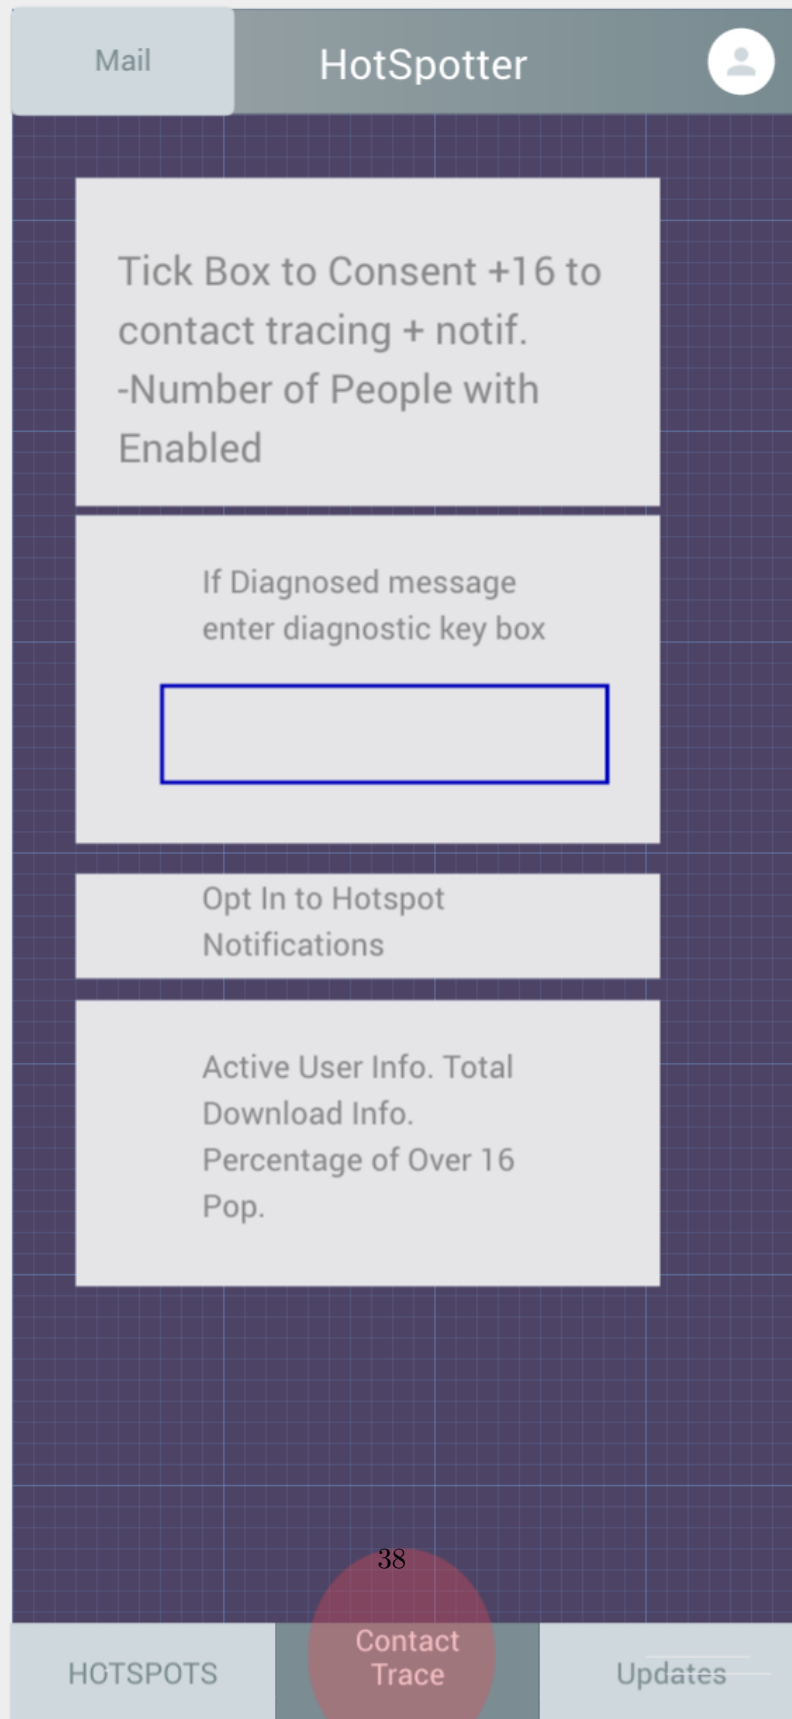 Mail
HotSpotter
Tick Box to Consent +16 to
contact tracing + notif.
-Number of People with
Enabled
If Diagnosed message
enter diagnostic key box
Opt In to Hotspot
Notifications
Active User Info. Total
Download Info.
Percentage of Over 16
Pop.
38
HOTSPOTS
Contact
Trace
Updates